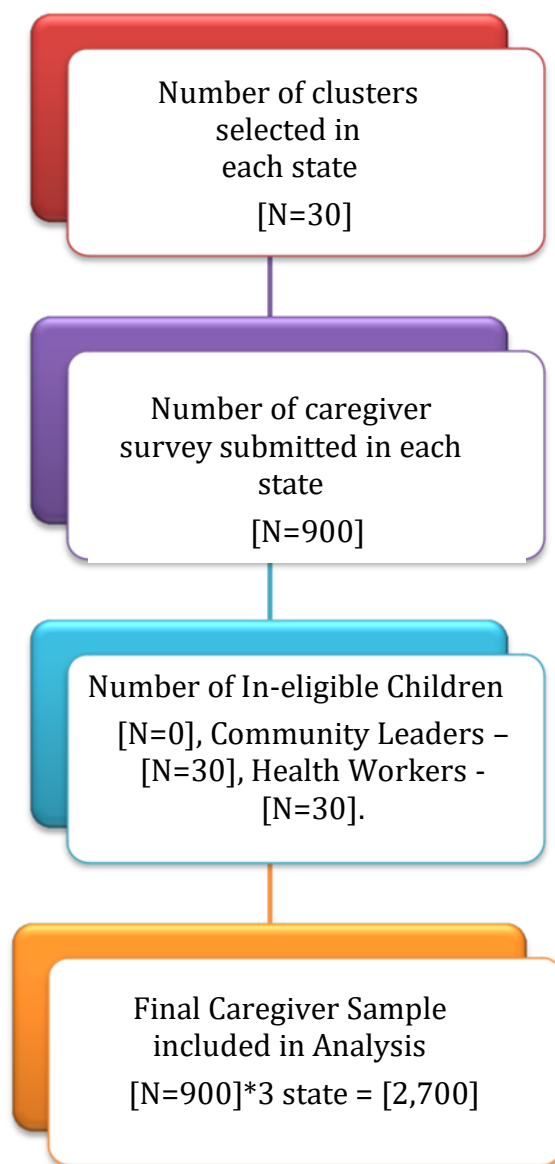 Number of clusters
selected in
each state
[N=30]
Number of caregiver
survey submitted in each
state
[N=900]
Number of In-eligible Children
[N=0], Community Leaders –
[N=30], Health Workers -
[N=30].
Final Caregiver Sample
included in Analysis
[N=900]*3 state = [2,700]